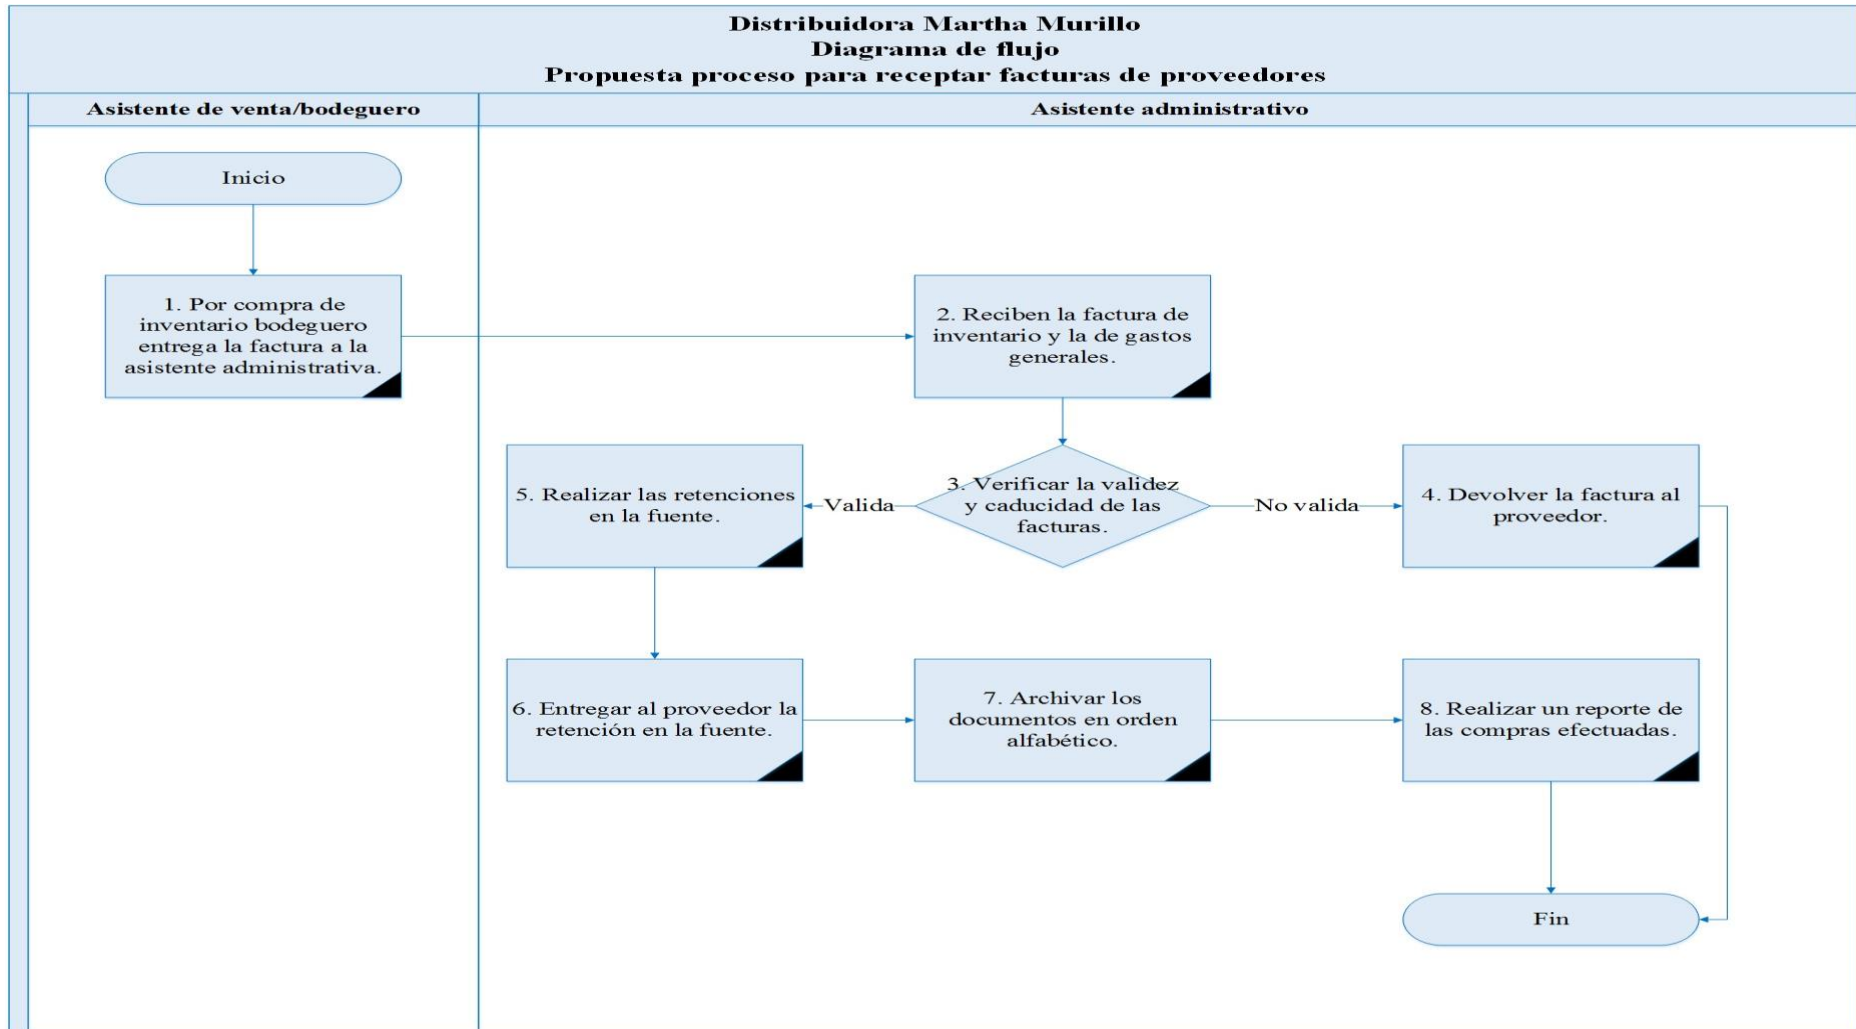 Distribuidora Martha Murillo
Diagrama de flujo
Propuesta proceso para receptar facturas de proveedores
Asistente de venta/bodeguero
Asistente administrativo
Inicio
1. Por compra de
inventario bodeguero
entrega la factura a la
asistente administrativa.
2. Reciben la factura de
inventario y la de gastos
generales.
3. Verificar la validez
y caducidad de las
facturas.
Valida
No valida
4. Devolver la factura al
proveedor.
5. Realizar las retenciones
en la fuente.
6. Entregar al proveedor la
retención en la fuente.
7. Archivar los
documentos en orden
alfabético.
8. Realizar un reporte de
las compras efectuadas.
Fin